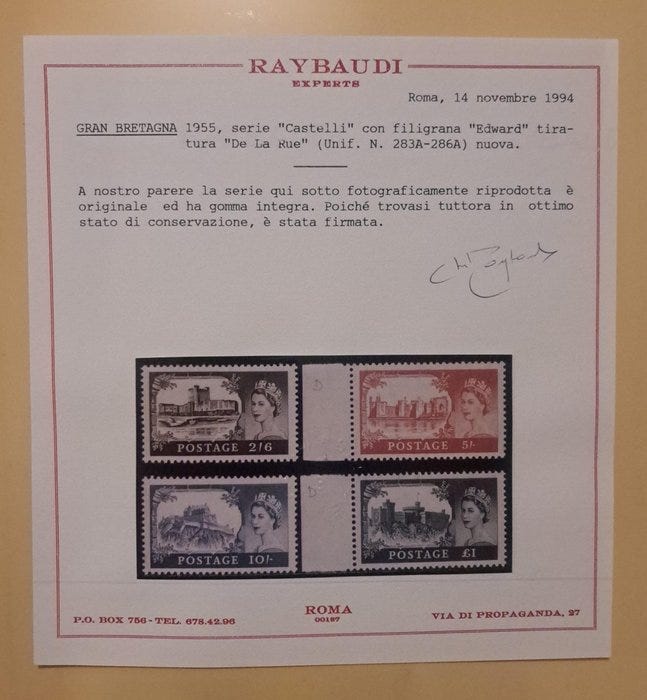 RAYBAUDI
EXPERTS
Roma, 14 novembre 1994
GRAN BRETAGNA 1955, serie "Castelli" con filigrana "Edward" tira-
tura "De La Rue" (Unif. N. 283A-286A) nuova.
A nostro parere la serie qui sotto fotograficamente riprodotta è
originale ed ha gomma integra. Poiché trovasi tuttora in ottimo
stato di conservazione, è stata firmata.
D
POSTAGE 2/6
POSTAGE 5/-
D
POSTAGE 10/-
POSTAGE £1
P.O. BOX 756 - TEL. 678.42.96
ROMA
00187
VIA DI PROPAGANDA, 27